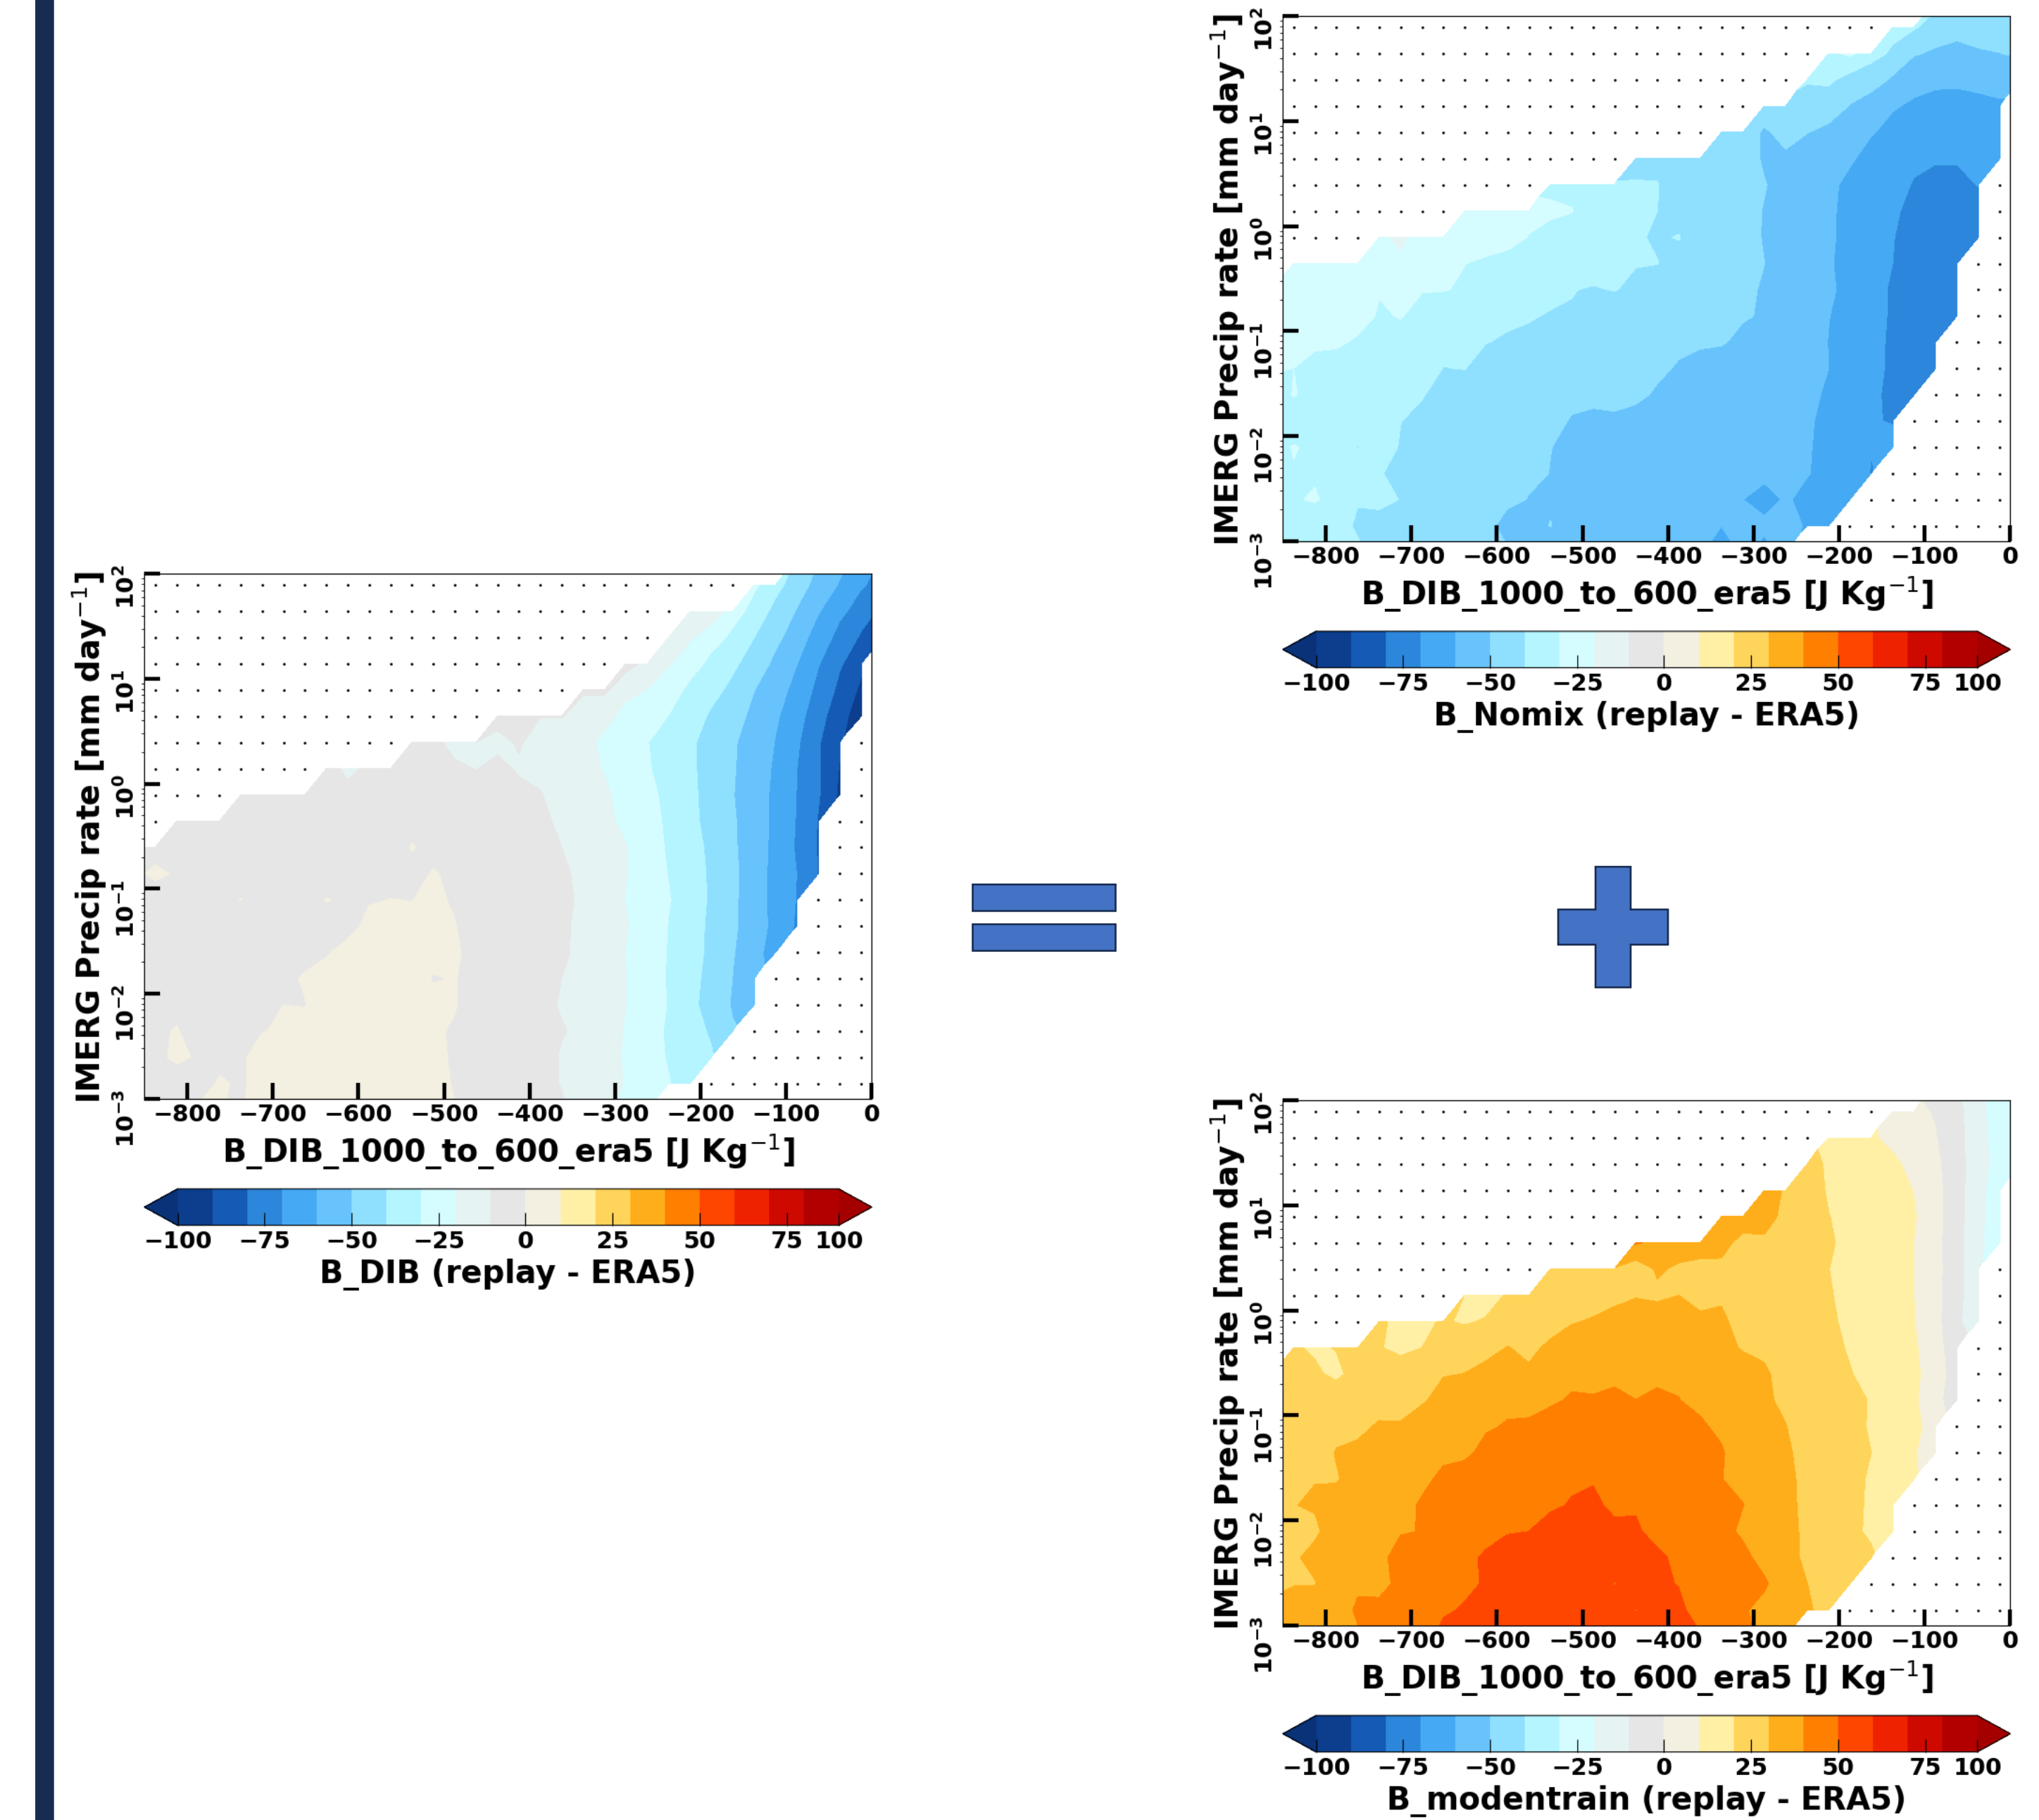 IMERG Precip rate [mm day⁻¹]
10² 10¹ 10⁰ 10⁻¹ 10⁻² 10⁻³
−800 −700 −600 −500 −400 −300 −200 −100 0
B_DIB_1000_to_600_era5 [J Kg⁻¹]
−100 −75 −50 −25 0 25 50 75 100
B_Nomix (replay - ERA5)
IMERG Precip rate [mm day⁻¹]
10² 10¹ 10⁰ 10⁻¹ 10⁻² 10⁻³
−800 −700 −600 −500 −400 −300 −200 −100 0
B_DIB_1000_to_600_era5 [J Kg⁻¹]
−100 −75 −50 −25 0 25 50 75 100
B_DIB (replay - ERA5)
IMERG Precip rate [mm day⁻¹]
10² 10¹ 10⁰ 10⁻¹ 10⁻² 10⁻³
−800 −700 −600 −500 −400 −300 −200 −100 0
B_DIB_1000_to_600_era5 [J Kg⁻¹]
−100 −75 −50 −25 0 25 50 75 100
B_modentrain (replay - ERA5)